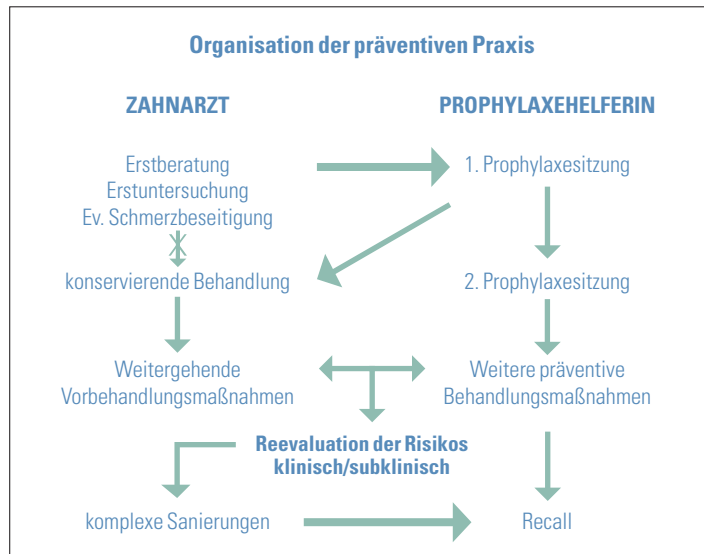 Organisation der präventiven Praxis
ZAHNARZT
PROPHYLAXEHELFERIN
Erstberatung
Erstuntersuchung
Ev. Schmerzbeseitigung
1. Prophylaxesitzung
konservierende Behandlung
2. Prophylaxesitzung
Weitergehende
Vorbehandlungsmaßnahmen
Weitere präventive
Behandlungsmaßnahmen
Reevaluation der Risikos
klinisch/subklinisch
komplexe Sanierungen
Recall